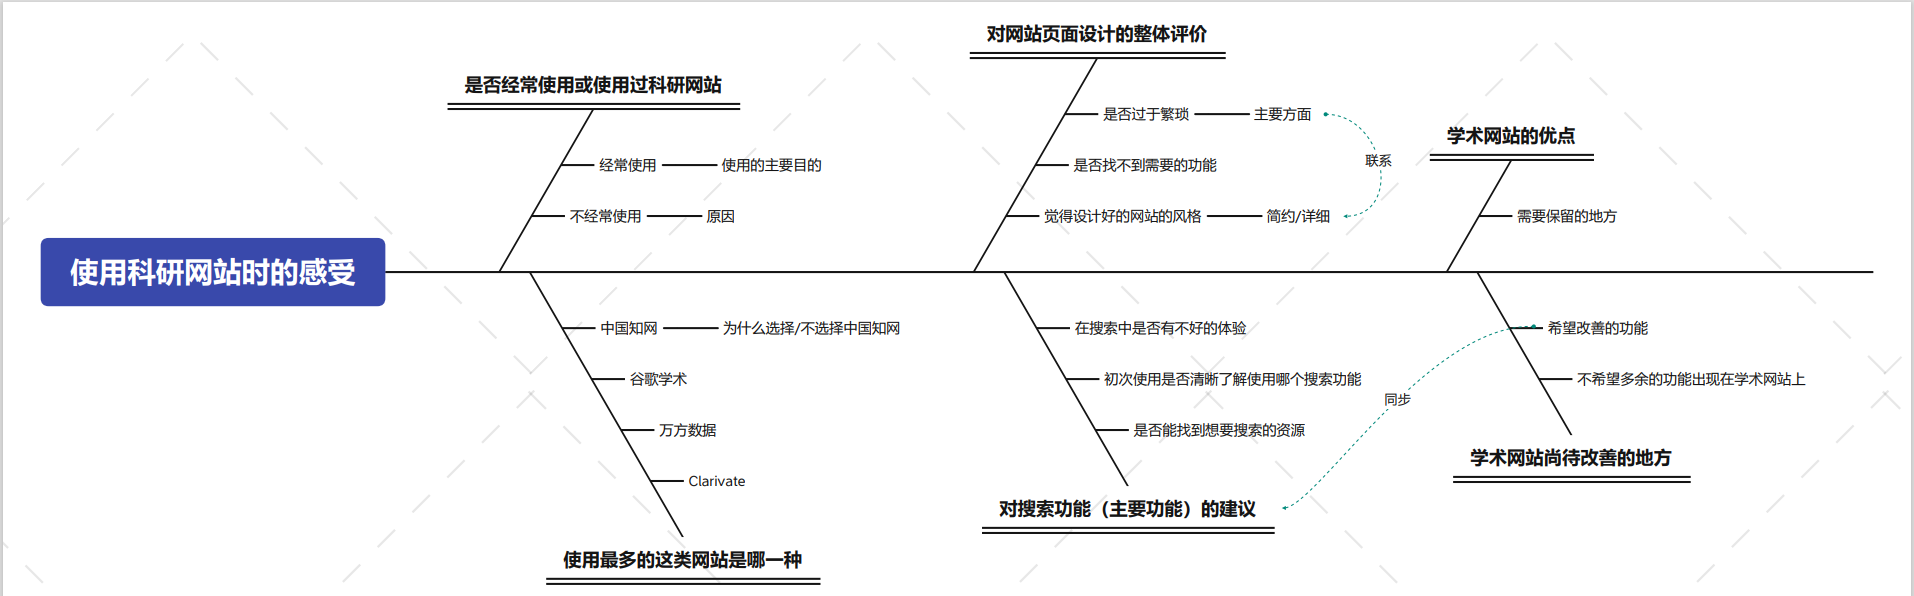 使用科研网站时的感受
是否经常使用或使用过科研网站
经常使用
使用的主要目的
不经常使用
原因
中国知网
为什么选择/不选择中国知网
谷歌学术
万方数据
Clarivate
使用最多的这类网站是哪一种
对网站页面设计的整体评价
是否过于繁琐
主要方面
是否找不到需要的功能
觉得设计好的网站的风格
简约/详细
联系
在搜索中是否有不好的体验
初次使用是否清晰了解使用哪个搜索功能
是否能找到想要搜索的资源
对搜索功能（主要功能）的建议
同步
学术网站的优点
需要保留的地方
希望改善的功能
不希望多余的功能出现在学术网站上
学术网站尚待改善的地方